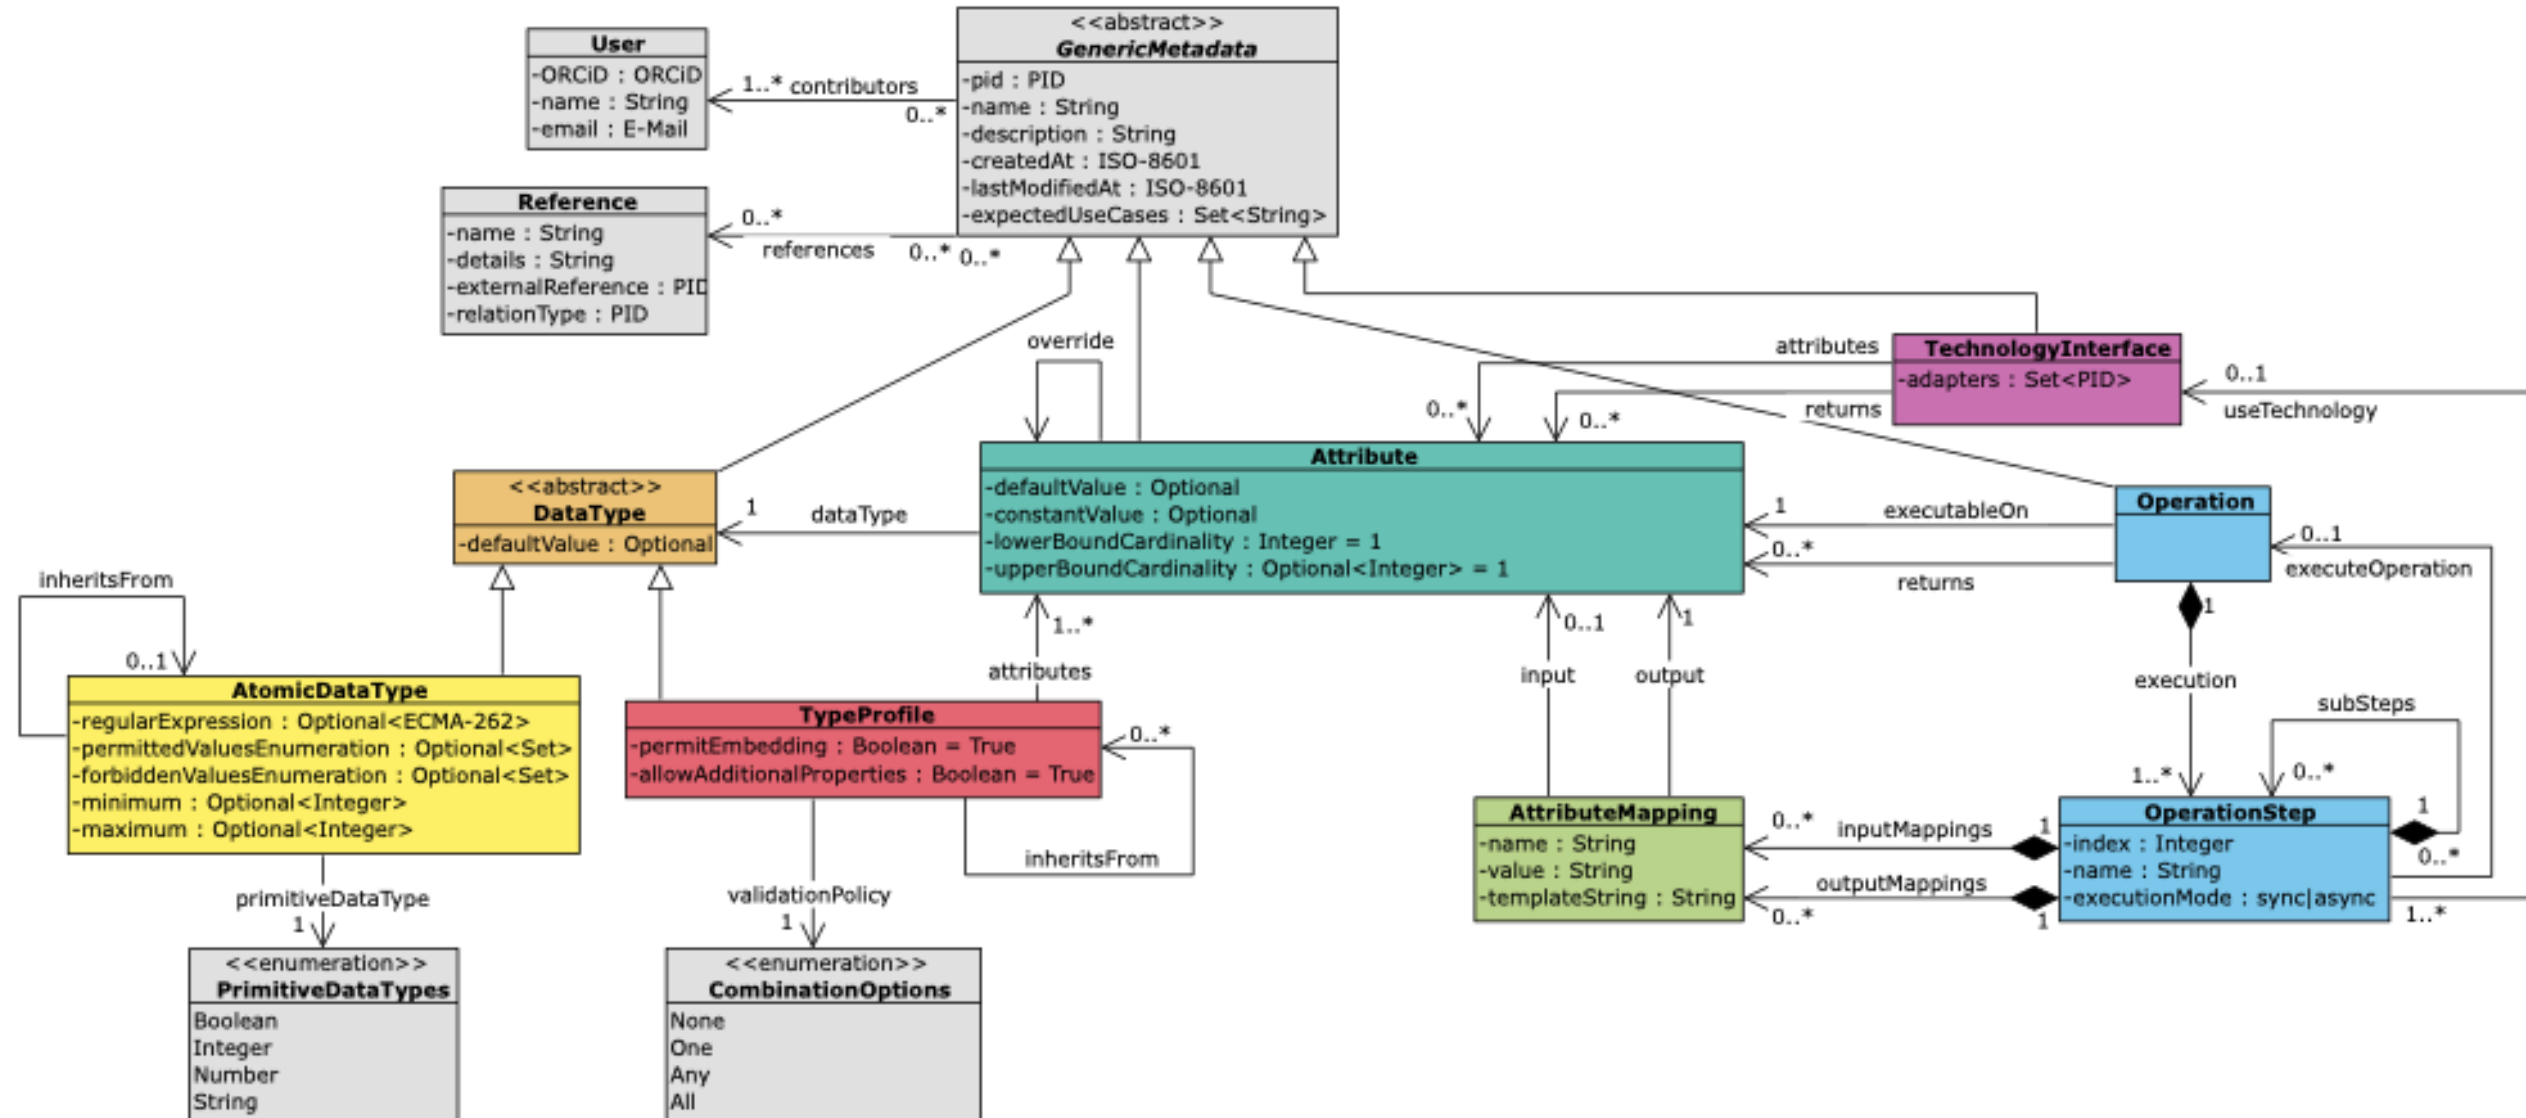 <<abstract>>
GenericMetadata
-pid : PID
-name : String
-description : String
-createdAt : ISO-8601
-lastModifiedAt : ISO-8601
-expectedUseCases : Set<String>
User
-ORCiD : ORCiD
-name : String
-email : E-Mail
1..* contributors
0..*
Reference
-name : String
-details : String
-externalReference : PID
-relationType : PID
0..*
references
0..* 0..*
override
attributes
0..*
returns
0..*
TechnologyInterface
-adapters : Set<PID>
0..1
useTechnology
<<abstract>>
DataType
-defaultValue : Optional
1
dataType
Attribute
-defaultValue : Optional
-constantValue : Optional
-lowerBoundCardinality : Integer = 1
-upperBoundCardinality : Optional<Integer> = 1
1
executableOn
0..*
returns
Operation
0..1
executeOperation
1
execution
1..*
inheritsFrom
0..1
AtomicDataType
-regularExpression : Optional<ECMA-262>
-permittedValuesEnumeration : Optional<Set>
-forbiddenValuesEnumeration : Optional<Set>
-minimum : Optional<Integer>
-maximum : Optional<Integer>
1..*
attributes
TypeProfile
-permitEmbedding : Boolean = True
-allowAdditionalProperties : Boolean = True
0..*
inheritsFrom
0..1
input
1
output
subSteps
0..*
AttributeMapping
-name : String
-value : String
-templateString : String
0..*
inputMappings
1
outputMappings
0..*
1
OperationStep
-index : Integer
-name : String
-executionMode : sync|async
1
0..*
1..*
primitiveDataType
1
validationPolicy
1
<<enumeration>>
PrimitiveDataTypes
Boolean
Integer
Number
String
<<enumeration>>
CombinationOptions
None
One
Any
All